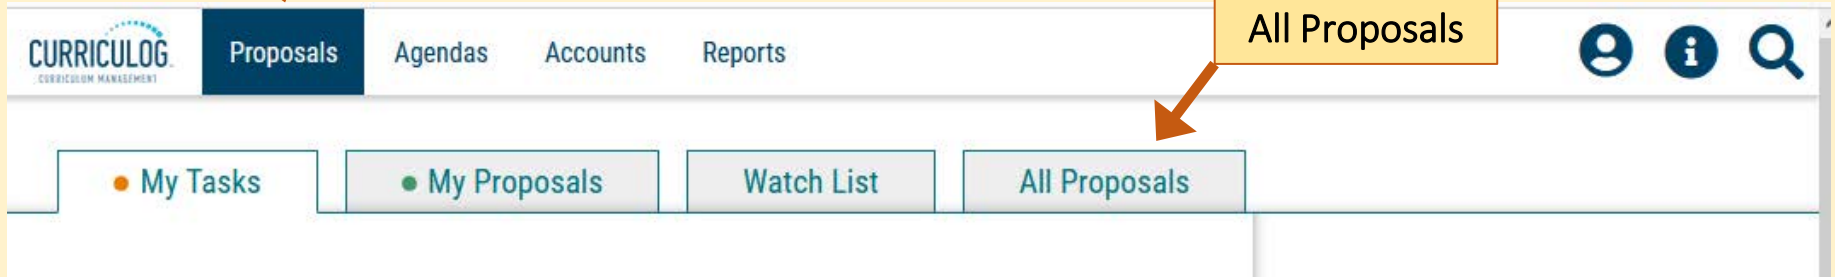 All Proposals
CURRICULOG
CURRICULUM MANAGEMENT
Proposals Agendas Accounts Reports
My Tasks My Proposals Watch List All Proposals